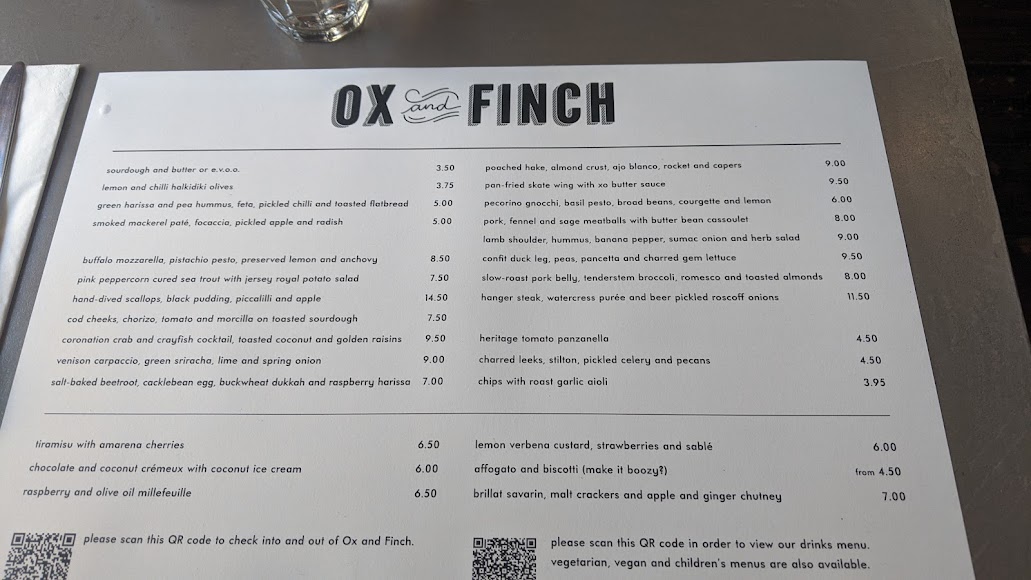 OX and FINCH
sourdough and butter or e.v.o.o. 3.50
lemon and chilli halkidiki olives 3.75
green harissa and pea hummus, feta, pickled chilli and toasted flatbread 5.00
smoked mackerel paté, focaccia, pickled apple and radish 5.00
buffalo mozzarella, pistachio pesto, preserved lemon and anchovy 8.50
pink peppercorn cured sea trout with jersey royal potato salad 7.50
hand-dived scallops, black pudding, piccalilli and apple 14.50
cod cheeks, chorizo, tomato and morcilla on toasted sourdough 7.50
coronation crab and crayfish cocktail, toasted coconut and golden raisins 9.50
venison carpaccio, green sriracha, lime and spring onion 9.00
salt-baked beetroot, cacklebean egg, buckwheat dukkah and raspberry harissa 7.00
poached hake, almond crust, ajo blanco, rocket and capers 9.00
pan-fried skate wing with xo butter sauce 9.50
pecorino gnocchi, basil pesto, broad beans, courgette and lemon 6.00
pork, fennel and sage meatballs with butter bean cassoulet 8.00
lamb shoulder, hummus, banana pepper, sumac onion and herb salad 9.00
confit duck leg, peas, pancetta and charred gem lettuce 9.50
slow-roast pork belly, tenderstem broccoli, romesco and toasted almonds 8.00
hanger steak, watercress purée and beer pickled roscoff onions 11.50
heritage tomato panzanella 4.50
charred leeks, stilton, pickled celery and pecans 4.50
chips with roast garlic aioli 3.95
tiramisu with amarena cherries 6.50
chocolate and coconut crémeux with coconut ice cream 6.00
raspberry and olive oil millefeuille 6.50
lemon verbena custard, strawberries and sablé 6.00
affogato and biscotti (make it boozy?) from 4.50
brillat savarin, malt crackers and apple and ginger chutney 7.00
please scan this QR code to check into and out of Ox and Finch.
please scan this QR code in order to view our drinks menu.
vegetarian, vegan and children's menus are also available.